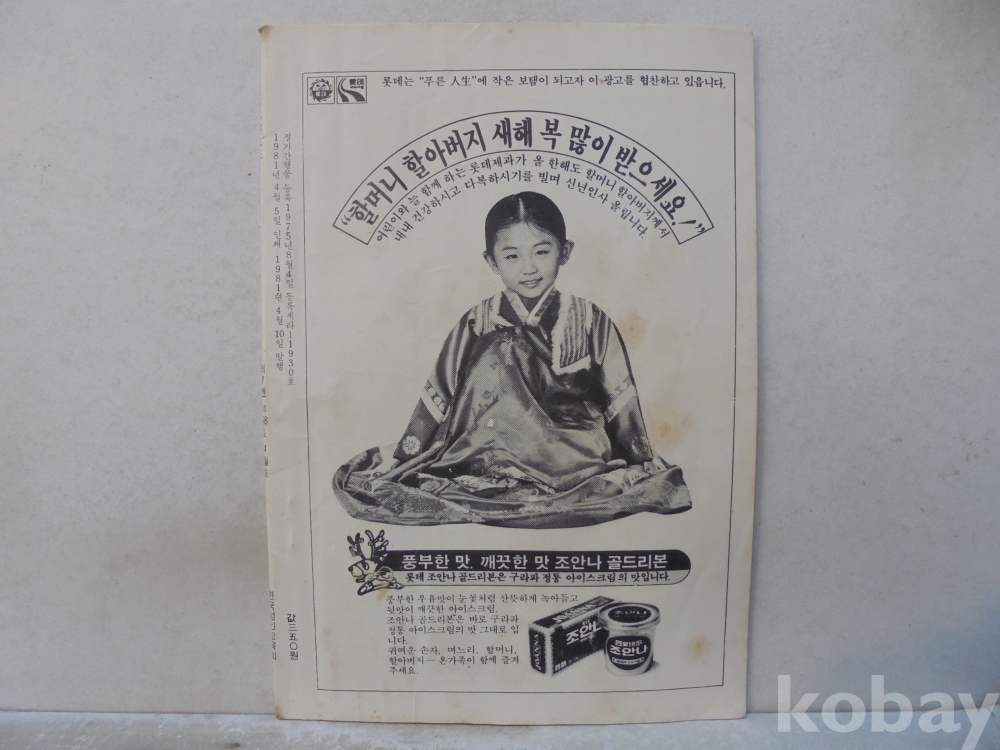 롯데는 "푸른 人生"에 작은 보탬이 되고자 이 광고를 협찬하고 있읍니다.
롯데
"할머니 할아버지 새해 복 많이 받으세요!"
어린이와 늘 함께 하는 롯데제과가 올 한해도 할머니 할아버지께서
내내 건강하시고 다복하시기를 빌며 신년인사 올립니다.
정기간행물 등록1975년8월4일 등록제라-1930호
1981년 4월 5일 인쇄 1981년 4월 10일 발행
값 三五〇원
풍부한 맛. 깨끗한 맛 조안나 골드리본
롯데 조안나 골드리본은 구라파 정통 아이스크림의 맛입니다.
풍부한 우유맛이 눈꽃처럼 산뜻하게 녹아들고
뒷맛이 깨끗한 아이스크림.
조안나 골드리본은 바로 구라파
정통 아이스크림의 맛 그대로 입
니다.
귀여운 손자, 며느리, 할머니,
할아버지— 온가족이 함께 즐겨
주세요.
조안나
조안나
kobay